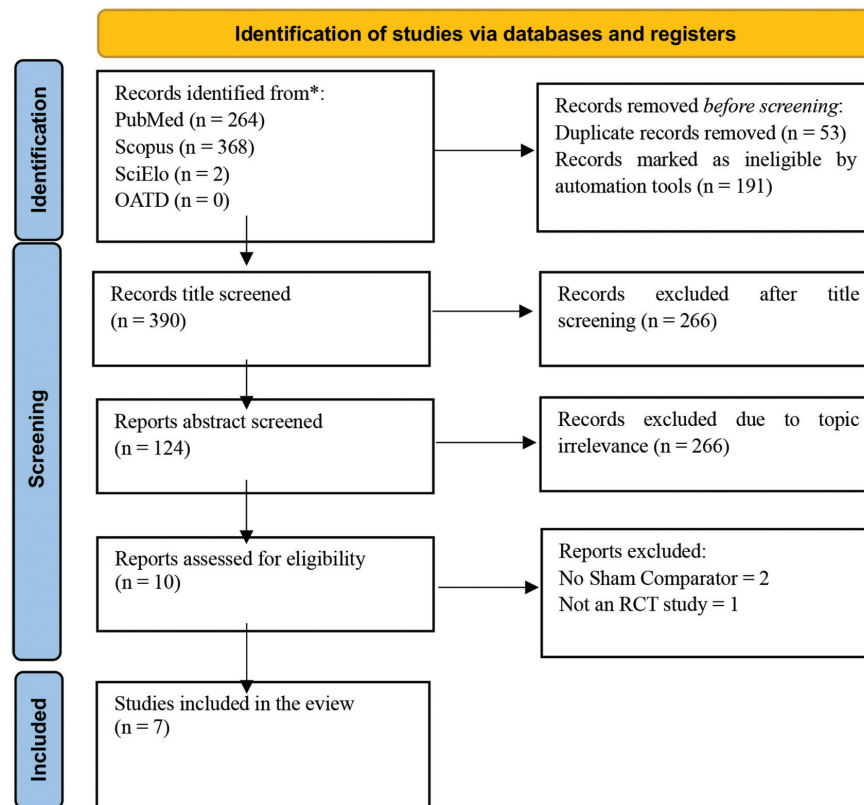 Identification of studies via databases and registers
Identification
Records identified from*:
PubMed (n = 264)
Scopus (n = 368)
SciElo (n = 2)
OATD (n = 0)
Records removed before screening:
Duplicate records removed (n = 53)
Records marked as ineligible by
automation tools (n = 191)
Screening
Records title screened
(n = 390)
Records excluded after title
screening (n = 266)
Reports abstract screened
(n = 124)
Records excluded due to topic
irrelevance (n = 266)
Reports assessed for eligibility
(n = 10)
Reports excluded:
No Sham Comparator = 2
Not an RCT study = 1
Included
Studies included in the eview
(n = 7)